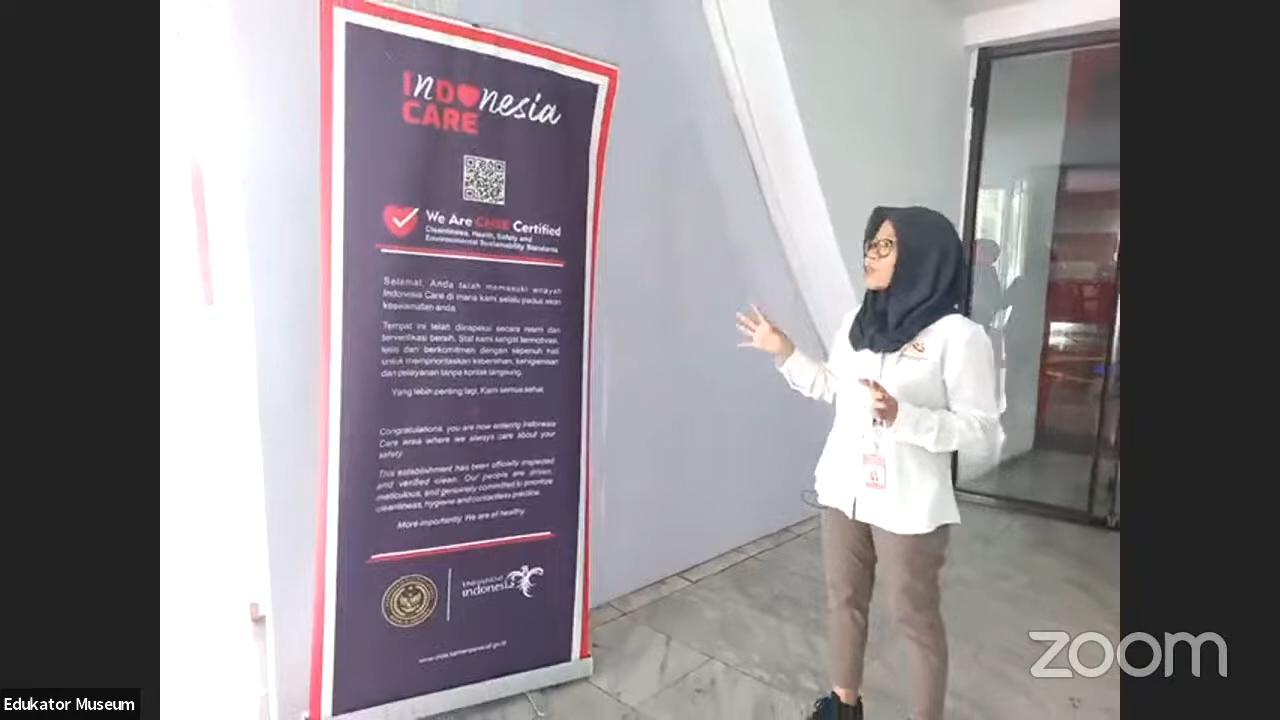 INDONESIA
CARE
We Are CHSE Certified
Cleanliness, Health, Safety and
Environmental Sustainability Standards
Selamat, Anda telah memasuki wilayah
Indonesia Care di mana kami selalu peduli akan
keselamatan anda.
Tempat ini telah diinspeksi secara resmi dan
terverifikasi bersih. Staf kami sangat termotivasi,
teliti dan berkomitmen dengan sepenuh hati
untuk memprioritaskan kebersihan, kehigienisan
dan pelayanan tanpa kontak langsung.
Yang lebih penting lagi, Kami semua sehat.
Congratulations, you are now entering Indonesia
Care area where we always care about your
safety.
This establishment has been officially inspected
and verified clean. Our people are driven,
meticulous, and genuinely committed to prioritize
cleanliness, hygiene and contactless practice.
More importantly, We are all healthy.
indonesia
zoom
Edukator Museum